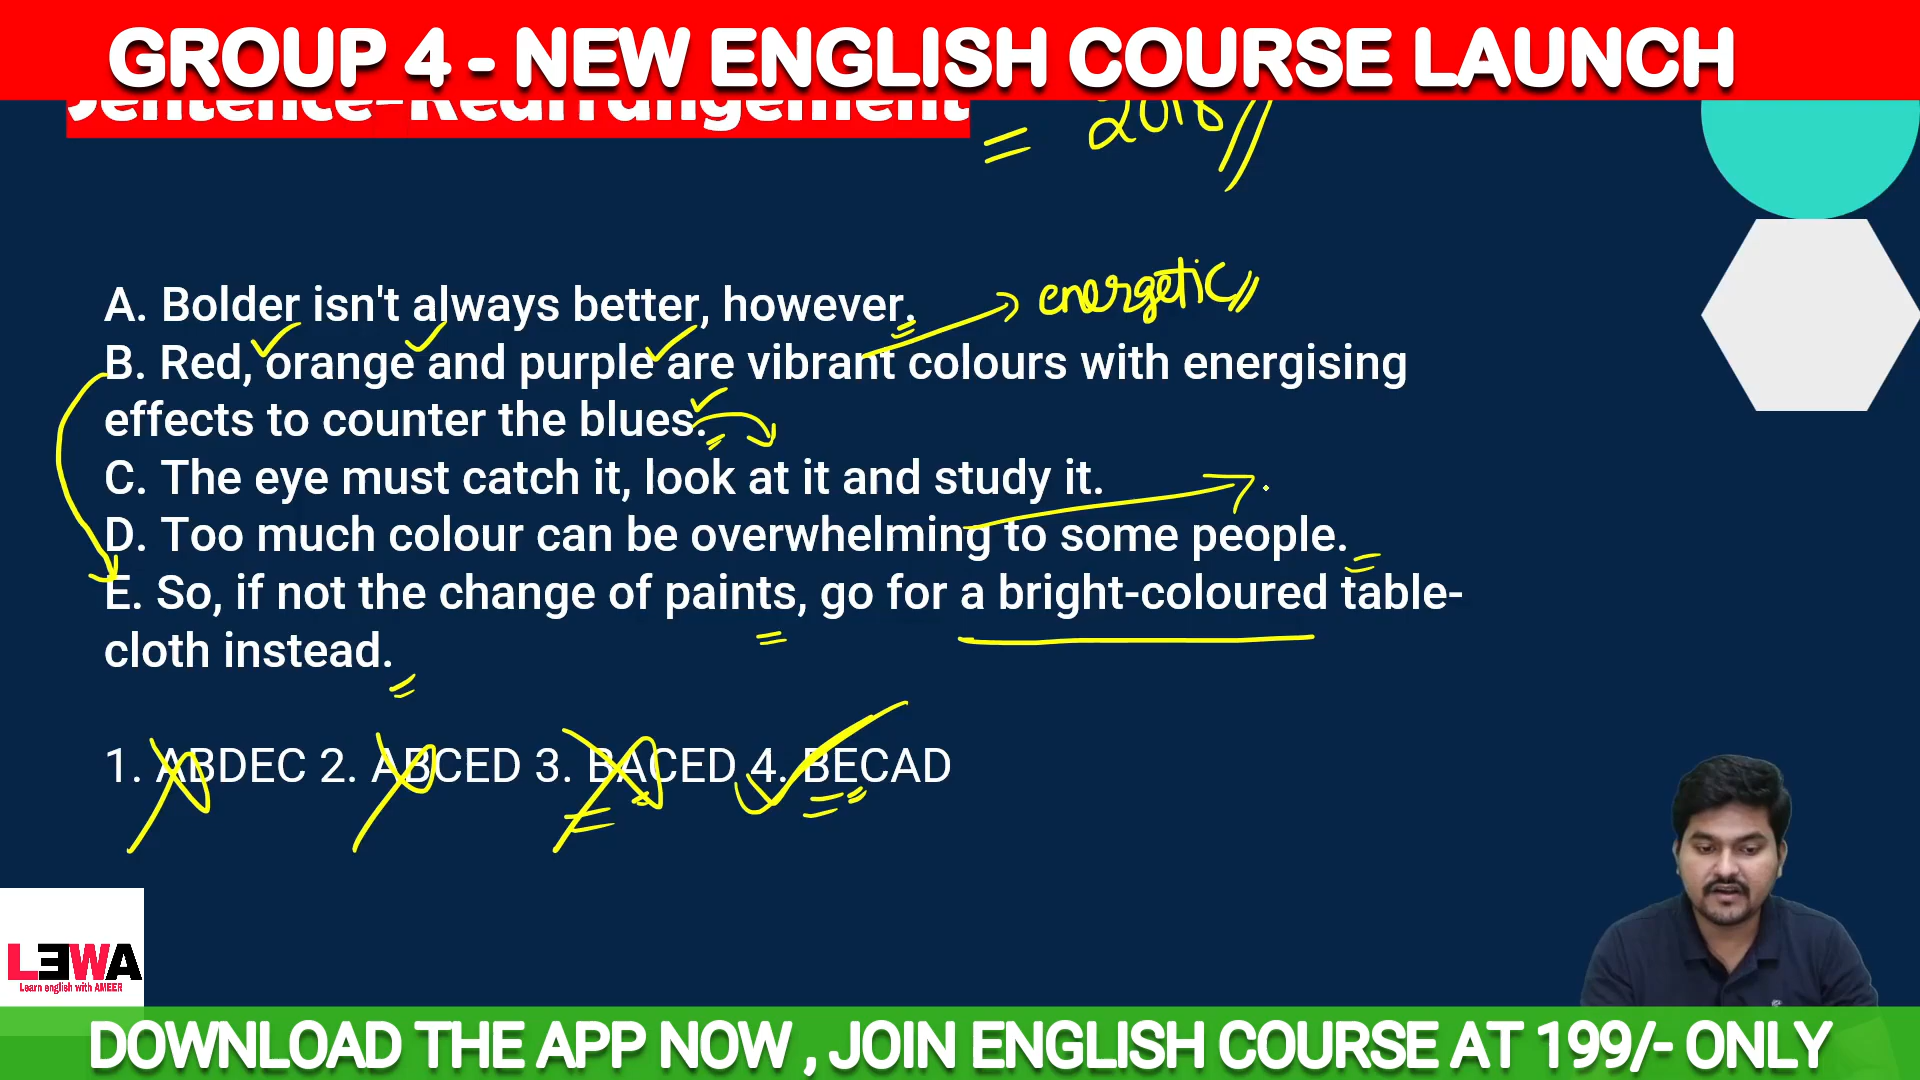 GROUP 4 - NEW ENGLISH COURSE LAUNCH
Sentence-Rearrangement
= 2018//
A. Bolder isn't always better, however.
energetic
B. Red, orange and purple are vibrant colours with energising
effects to counter the blues.
C. The eye must catch it, look at it and study it.
D. Too much colour can be overwhelming to some people.
E. So, if not the change of paints, go for a bright-coloured table-
cloth instead.
1. ABDEC 2. ABCED 3. BACED 4. BECAD
LEWA
Learn english with AMEER
DOWNLOAD THE APP NOW , JOIN ENGLISH COURSE AT 199/- ONLY